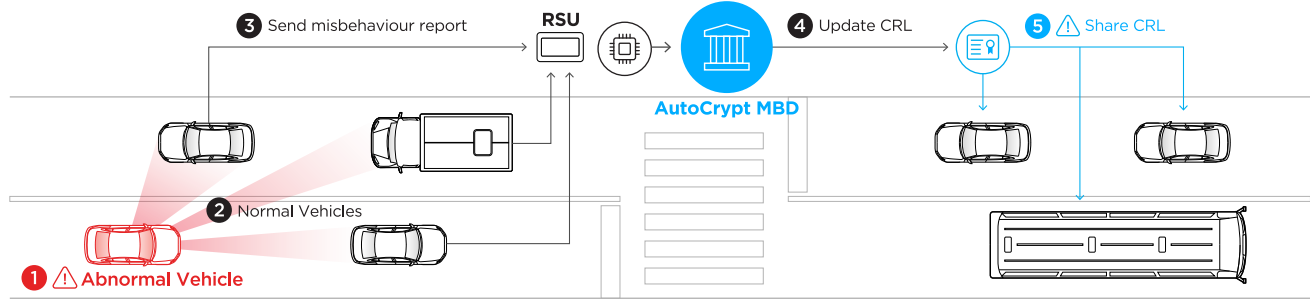 3 Send misbehaviour report
RSU
4 Update CRL
5 Share CRL
AutoCrypt MBD
2 Normal Vehicles
1 Abnormal Vehicle